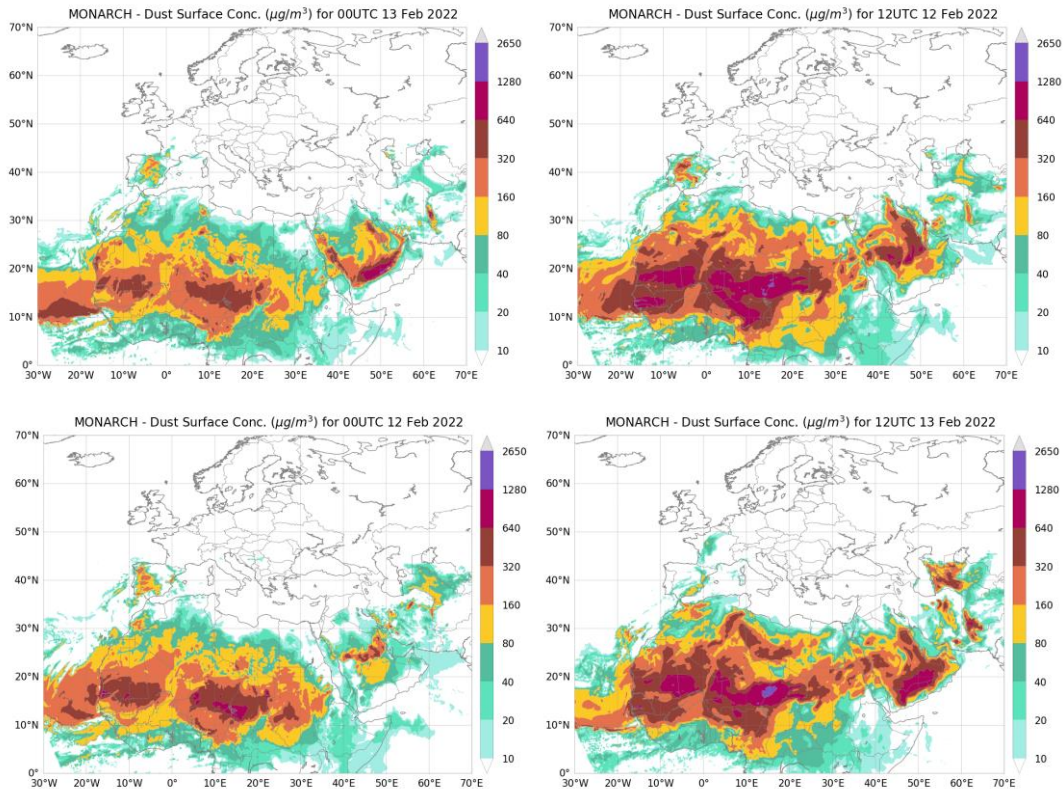 MONARCH - Dust Surface Conc. (μg/m³) for 00UTC 13 Feb 2022
70°N
60°N
50°N
40°N
30°N
20°N
10°N
0°
30°W 20°W 10°W 0° 10°E 20°E 30°E 40°E 50°E 60°E 70°E
2650
1280
640
320
160
80
40
20
10
MONARCH - Dust Surface Conc. (μg/m³) for 12UTC 12 Feb 2022
70°N
60°N
50°N
40°N
30°N
20°N
10°N
0°
30°W 20°W 10°W 0° 10°E 20°E 30°E 40°E 50°E 60°E 70°E
2650
1280
640
320
160
80
40
20
10
MONARCH - Dust Surface Conc. (μg/m³) for 00UTC 12 Feb 2022
70°N
60°N
50°N
40°N
30°N
20°N
10°N
0°
30°W 20°W 10°W 0° 10°E 20°E 30°E 40°E 50°E 60°E 70°E
2650
1280
640
320
160
80
40
20
10
MONARCH - Dust Surface Conc. (μg/m³) for 12UTC 13 Feb 2022
70°N
60°N
50°N
40°N
30°N
20°N
10°N
0°
30°W 20°W 10°W 0° 10°E 20°E 30°E 40°E 50°E 60°E 70°E
2650
1280
640
320
160
80
40
20
10